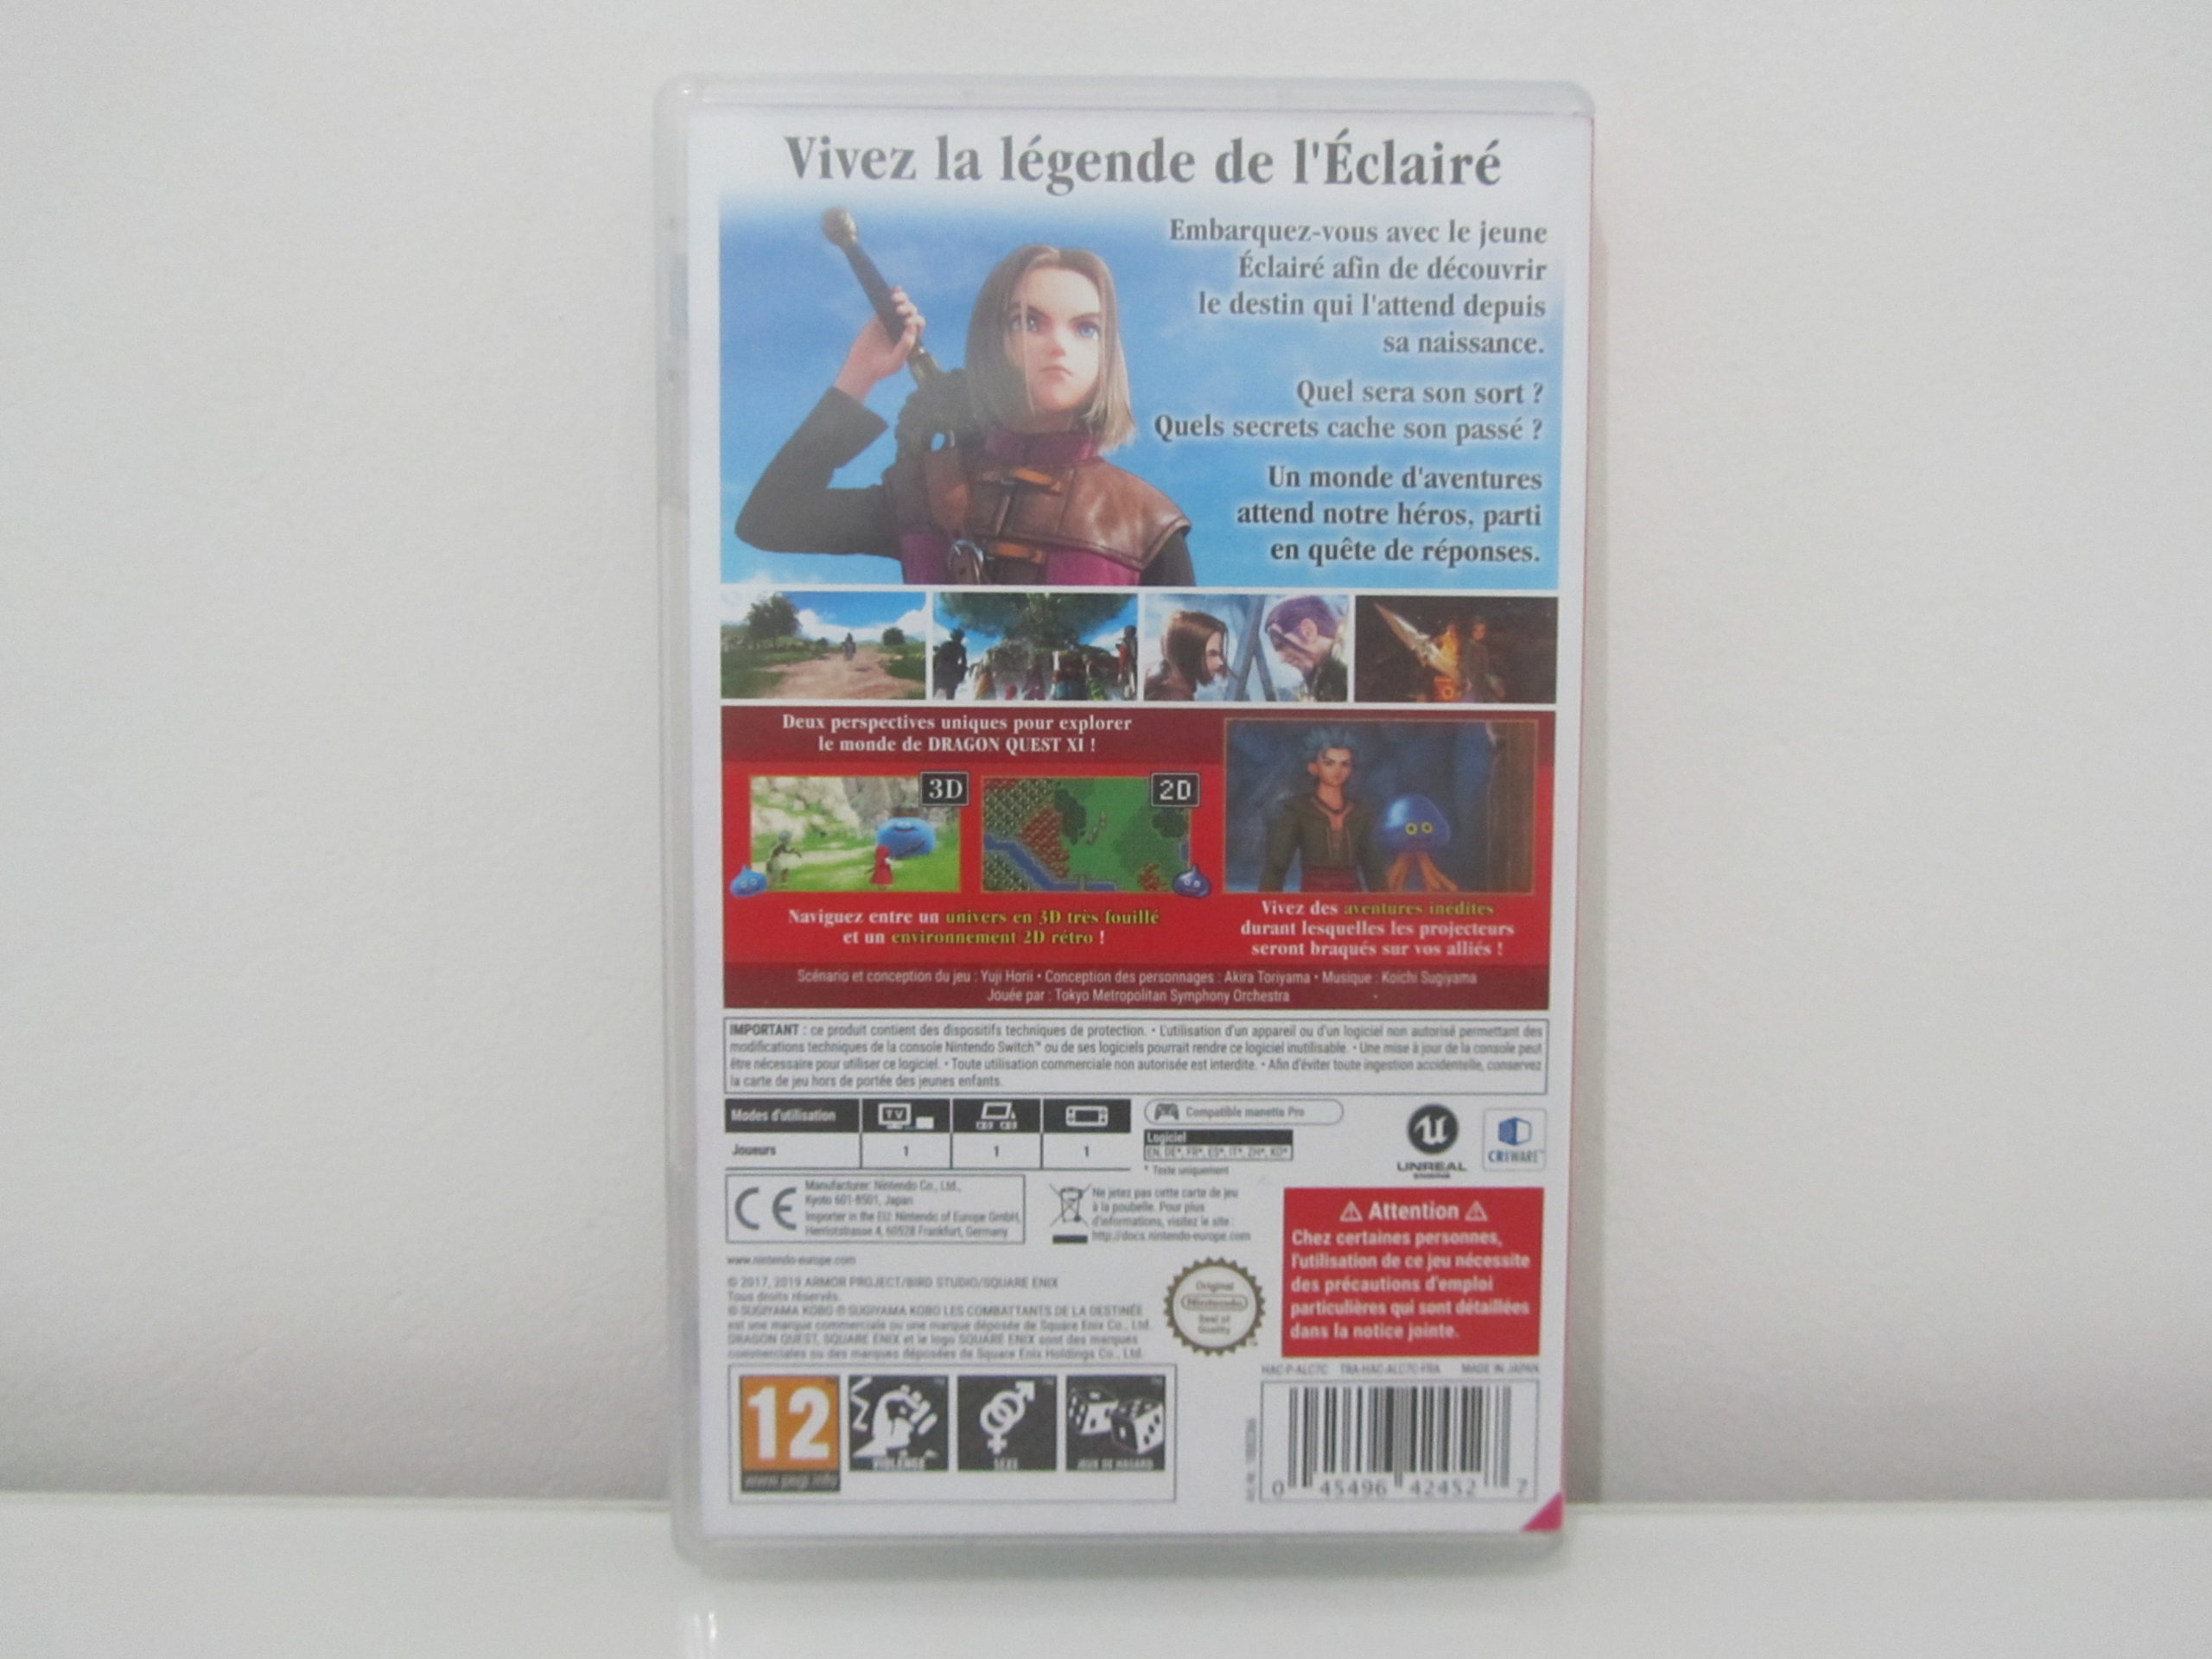 Vivez la légende de l'Éclairé
Embarquez-vous avec le jeune
Éclairé afin de découvrir
le destin qui l'attend depuis
sa naissance.
Quel sera son sort ?
Quels secrets cache son passé ?
Un monde d'aventures
attend notre héros, parti
en quête de réponses.
Deux perspectives uniques pour explorer
le monde de DRAGON QUEST XI !
3D
2D
Naviguez entre un univers en 3D très fouillé
et un environnement 2D rétro !
Vivez des aventures inédites
durant lesquelles les projecteurs
seront braqués sur vos alliés !
Scénario et conception du jeu : Yuji Horii • Conception des personnages : Akira Toriyama • Musique : Koichi Sugiyama
Jouée par : Tokyo Metropolitan Symphony Orchestra
IMPORTANT : ce produit contient des dispositifs techniques de protection. • L'utilisation d'un appareil ou d'un logiciel non autorisé permettant des
modifications techniques de la console Nintendo Switch™ ou de ses logiciels pourrait rendre ce logiciel inutilisable. • Une mise à jour de la console peut
être nécessaire pour utiliser ce logiciel. • Toute utilisation commerciale non autorisée est interdite. • Afin d'éviter toute ingestion accidentelle, conservez
la carte de jeu hors de portée des jeunes enfants.
Modes d'utilisation
TV
Joueurs 1 1 1
Compatible manette Pro
Logiciel
EN, DE*, FR*, ES*, IT*, ZH*, KO*
* Texte uniquement
UNREAL
ENGINE
CRIWARE™
CE
Manufacturer: Nintendo Co., Ltd.,
Kyoto 601-8501, Japan
Importer in the EU: Nintendo of Europe GmbH,
Herriotstrasse 4, 60528 Frankfurt, Germany
Ne jetez pas cette carte de jeu
à la poubelle. Pour plus
d'informations, visitez le site :
http://docs.nintendo-europe.com
Attention
Chez certaines personnes,
l'utilisation de ce jeu nécessite
des précautions d'emploi
particulières qui sont détaillées
dans la notice jointe.
www.nintendo-europe.com
© 2017, 2019 ARMOR PROJECT/BIRD STUDIO/SQUARE ENIX
Tous droits réservés.
© SUGIYAMA KOBO ℗ SUGIYAMA KOBO LES COMBATTANTS DE LA DESTINÉE
est une marque commerciale ou une marque déposée de Square Enix Co., Ltd.
DRAGON QUEST, SQUARE ENIX et le logo SQUARE ENIX sont des marques
commerciales ou des marques déposées de Square Enix Holdings Co., Ltd.
Original
Nintendo
Seal of
Quality
HAC-P-ALC7C TRA-HAC-ALC7C-FRA MADE IN JAPAN
12
www.pegi.info
VIOLENCE
SEXE
JEUX DE HASARD
0 45496 42452 7